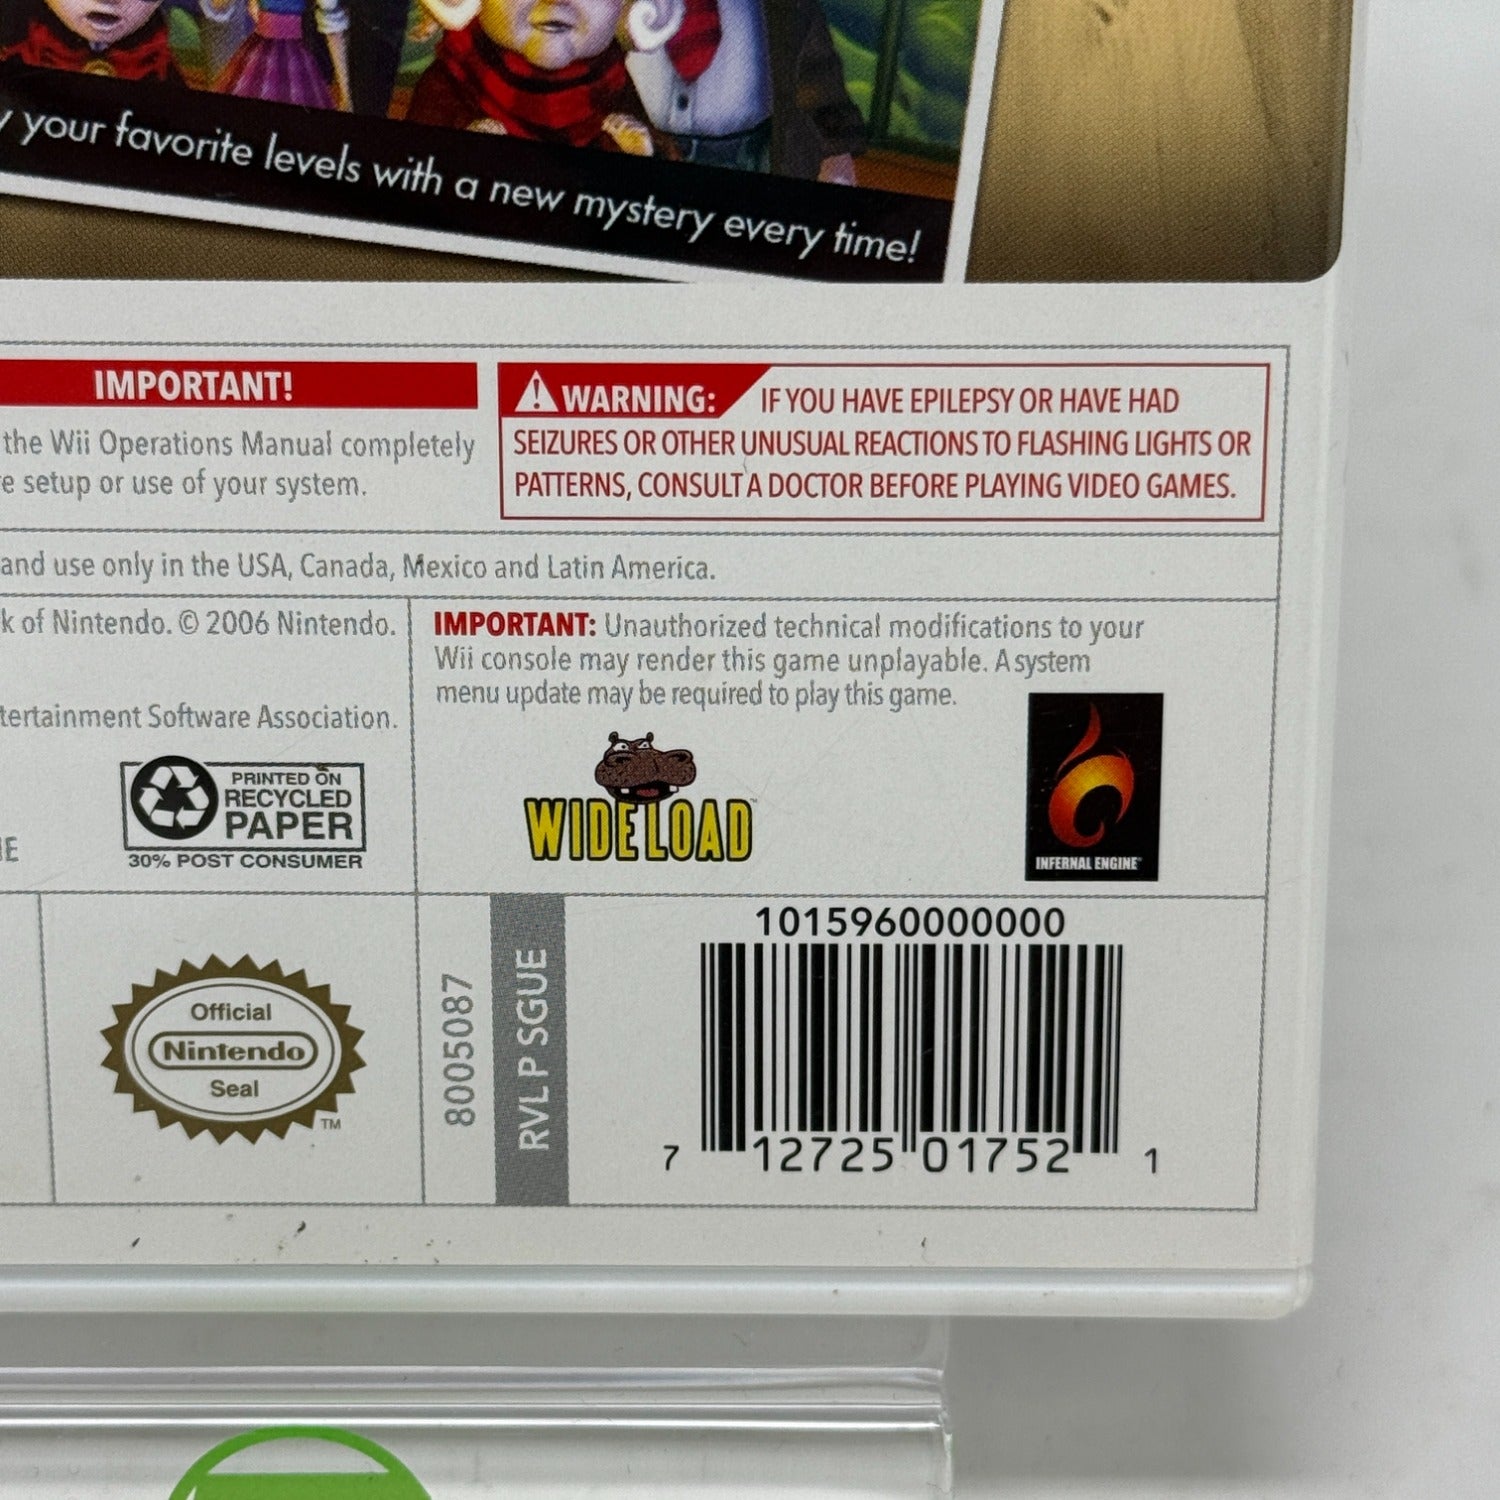 your favorite levels with a new mystery every time!
IMPORTANT!
the Wii Operations Manual completely
setup or use of your system.
WARNING: IF YOU HAVE EPILEPSY OR HAVE HAD
SEIZURES OR OTHER UNUSUAL REACTIONS TO FLASHING LIGHTS OR
PATTERNS, CONSULT A DOCTOR BEFORE PLAYING VIDEO GAMES.
and use only in the USA, Canada, Mexico and Latin America.
k of Nintendo. © 2006 Nintendo.
tertainment Software Association.
IMPORTANT: Unauthorized technical modifications to your
Wii console may render this game unplayable. A system
menu update may be required to play this game.
PRINTED ON
RECYCLED
PAPER
30% POST CONSUMER
WIDELOAD™
INFERNAL ENGINE
Official
Nintendo
Seal
TM
8005087
RVL P SGUE
1015960000000
7 12725 01752 1